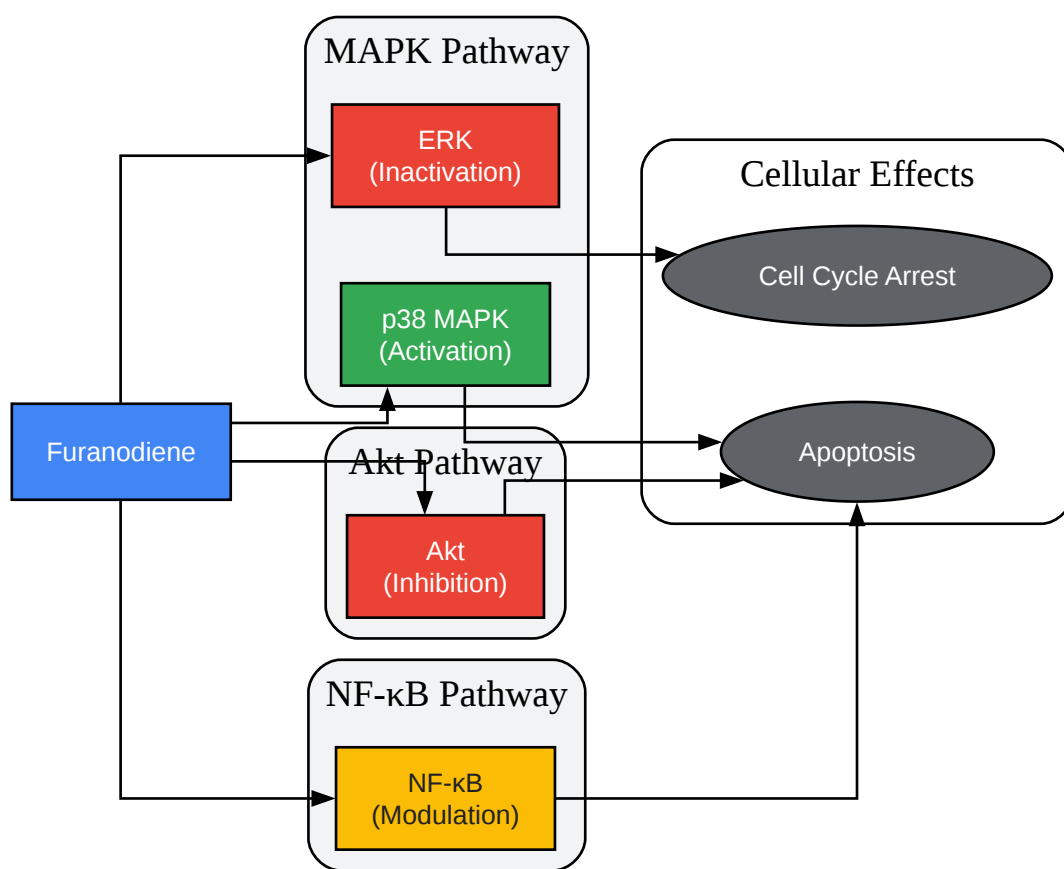 MAPK Pathway
ERK
(Inactivation)
p38 MAPK
(Activation)
Furanodiene
Akt Pathway
Akt
(Inhibition)
NF-κB Pathway
NF-κB
(Modulation)
Cellular Effects
Cell Cycle Arrest
Apoptosis